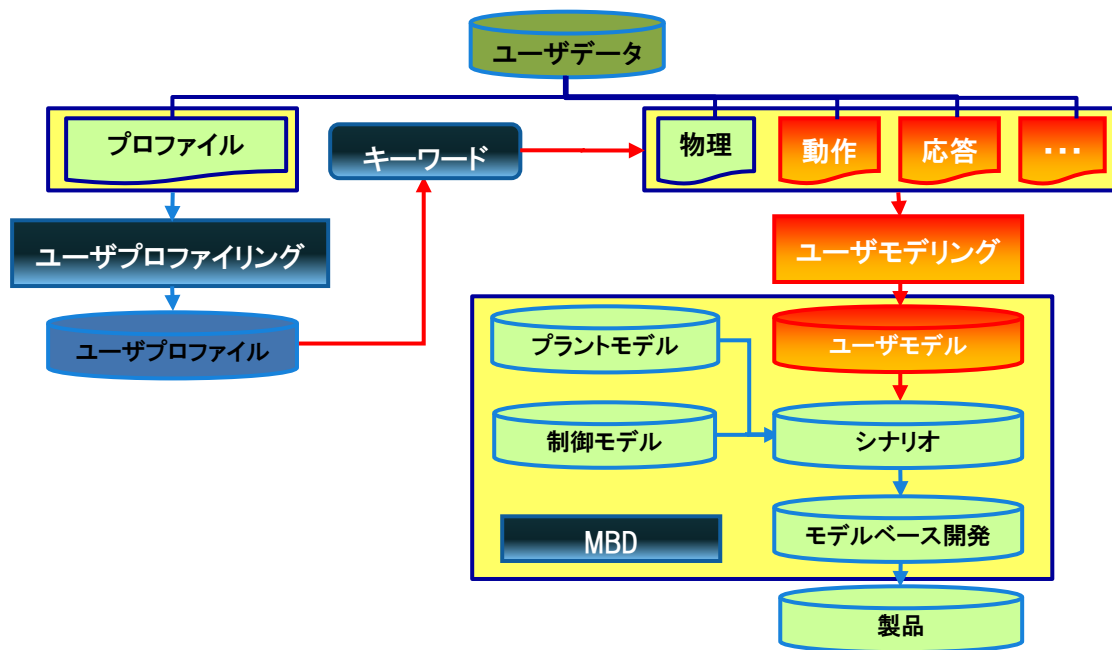 ユーザデータ
プロファイル
キーワード
物理
動作
応答
・・・
ユーザプロファイリング
ユーザモデリング
ユーザプロファイル
プラントモデル
ユーザモデル
制御モデル
シナリオ
MBD
モデルベース開発
製品